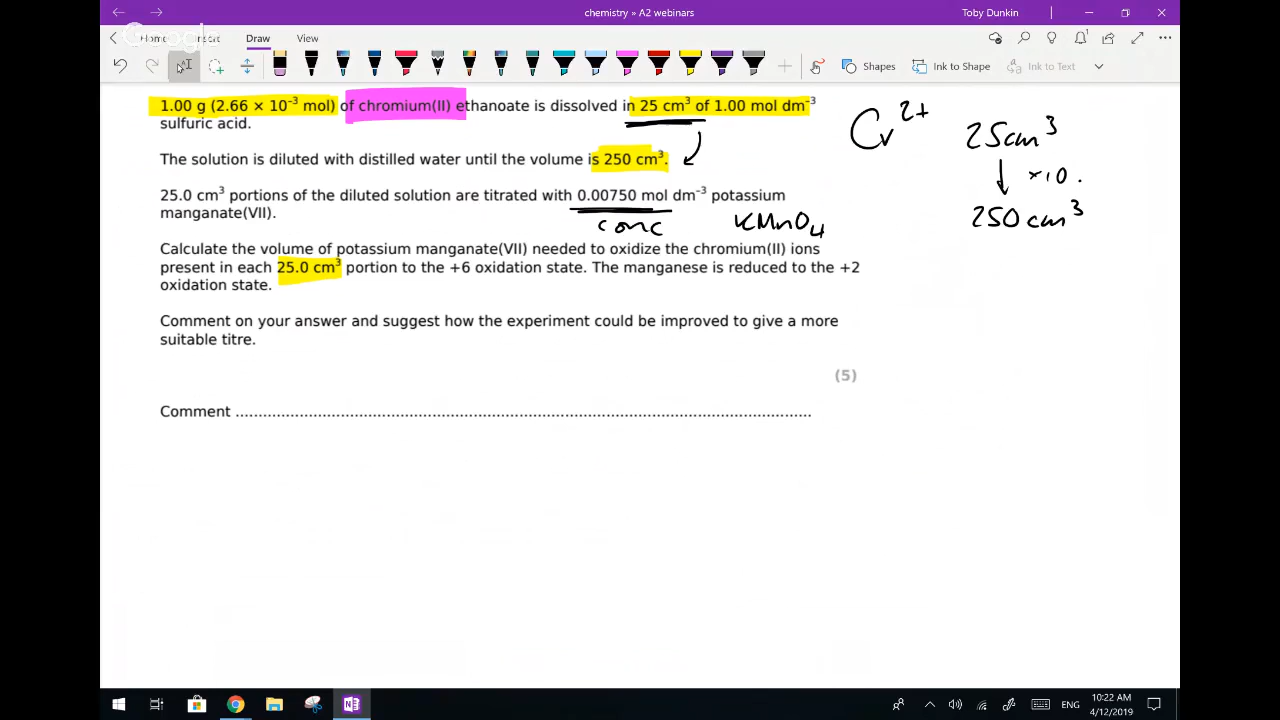 chemistry » A2 webinars
Toby Dunkin
Home
Draw
View
Shapes
Ink to Shape
Ink to Text
1.00 g (2.66 × 10⁻³ mol) of chromium(II) ethanoate is dissolved in 25 cm³ of 1.00 mol dm⁻³
sulfuric acid.
The solution is diluted with distilled water until the volume is 250 cm³.
25.0 cm³ portions of the diluted solution are titrated with 0.00750 mol dm⁻³ potassium
manganate(VII).
conc
KMnO₄
Calculate the volume of potassium manganate(VII) needed to oxidize the chromium(II) ions
present in each 25.0 cm³ portion to the +6 oxidation state. The manganese is reduced to the +2
oxidation state.
Comment on your answer and suggest how the experiment could be improved to give a more
suitable titre.
(5)
Comment ................................................................................................................
Cr²⁺
25cm³
↓ ×10.
250cm³
ENG
10:22 AM
4/12/2019